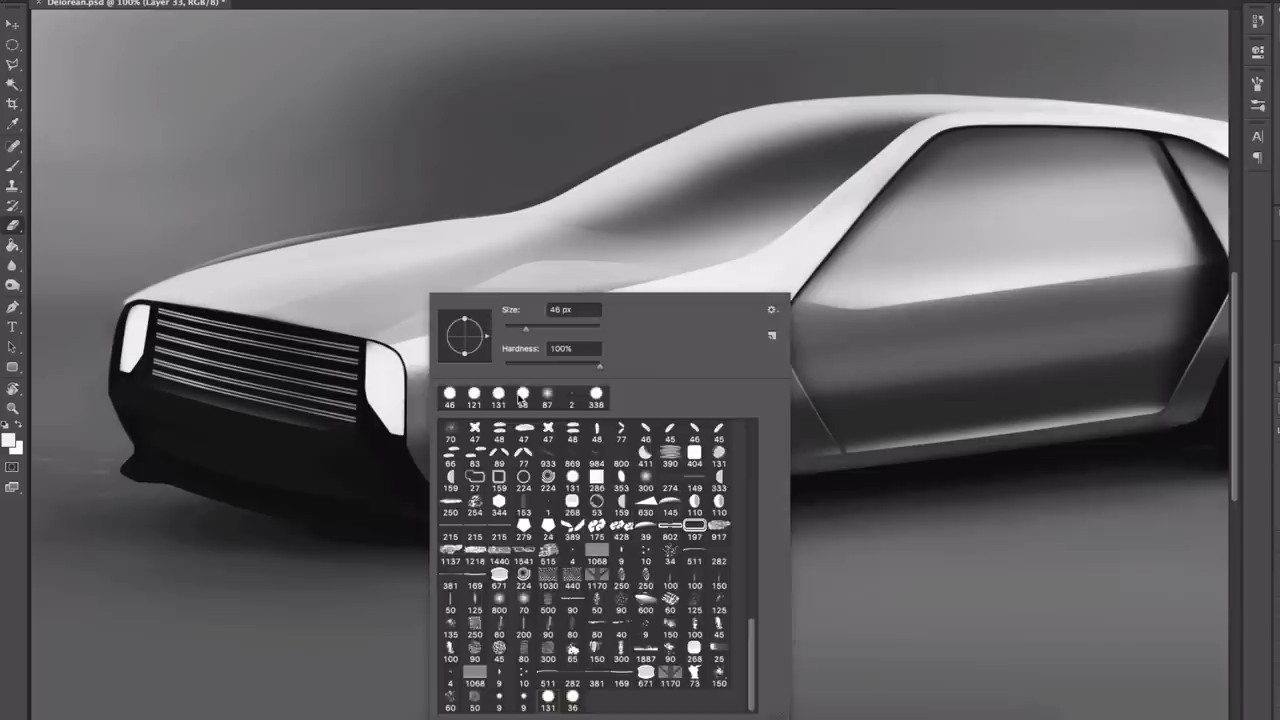 × Delorean.psd @ 100% (Layer 33, RGB/8) *
Size: 46 px
Hardness: 100%
46 121 131 58 87 2 338
70 47 48 47 47 48 48 77 46 45 46 45
66 83 89 77 933 869 984 800 411 390 404 131
159 27 159 224 224 131 286 353 300 274 149 333
250 254 344 153 1 268 53 159 630 145 110 110
215 215 215 279 24 389 175 428 39 802 197 917
1137 1218 1440 1541 515 4 1068 9 10 34 511 282
381 169 671 224 1030 440 1170 250 250 100 100 150
50 125 800 70 500 90 50 90 600 60 125 125
135 250 60 200 90 80 80 40 9 150 100 45
100 90 45 80 300 65 150 300 1887 90 268 25
4 1068 9 10 511 282 381 169 671 1170 73 150
60 50 9 9 131 36
T
A